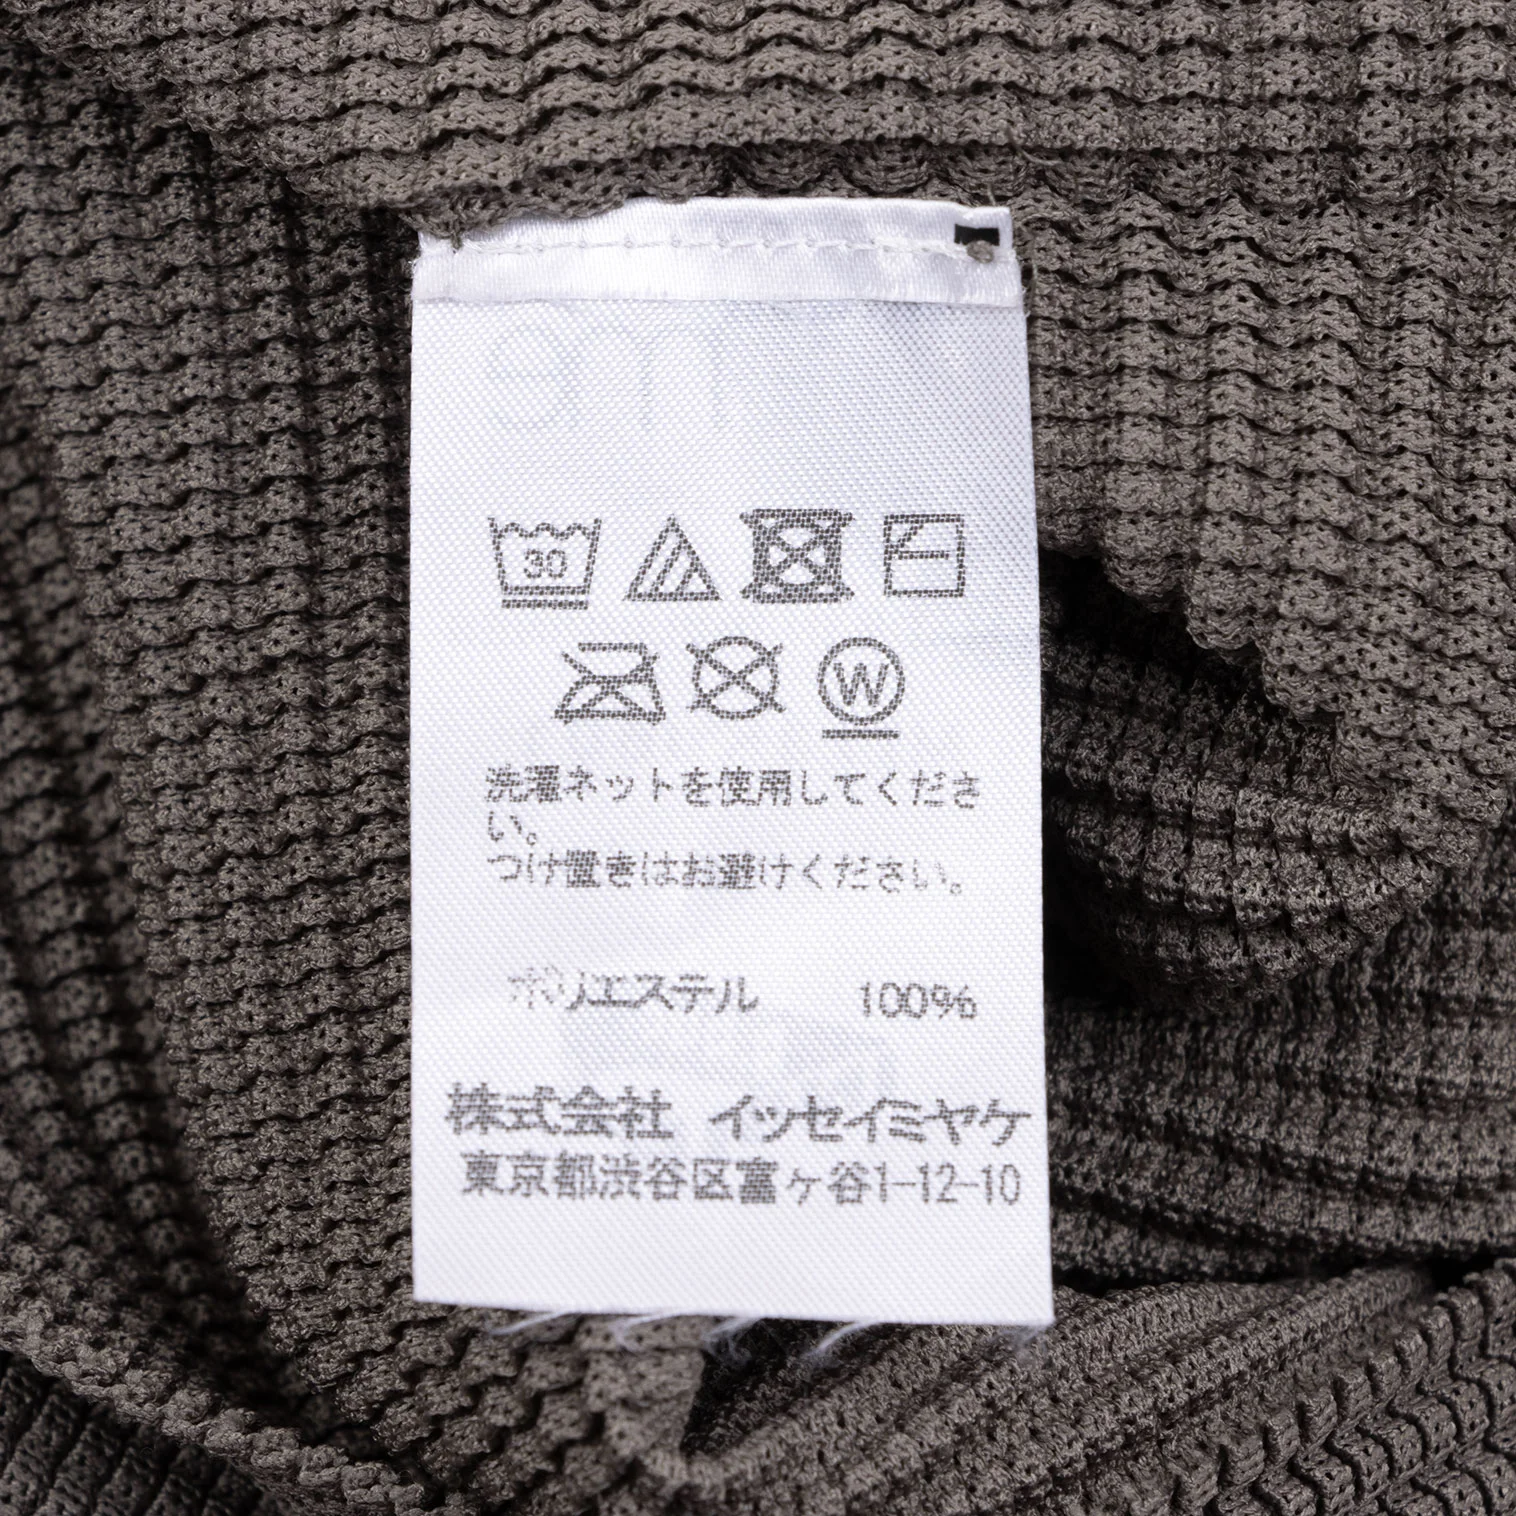 30
W
洗濯ネットを使用してくださ
い。
つけ置きはお避けください。
ポリエステル 100%
株式会社 イッセイミヤケ
東京都渋谷区富ヶ谷1-12-10